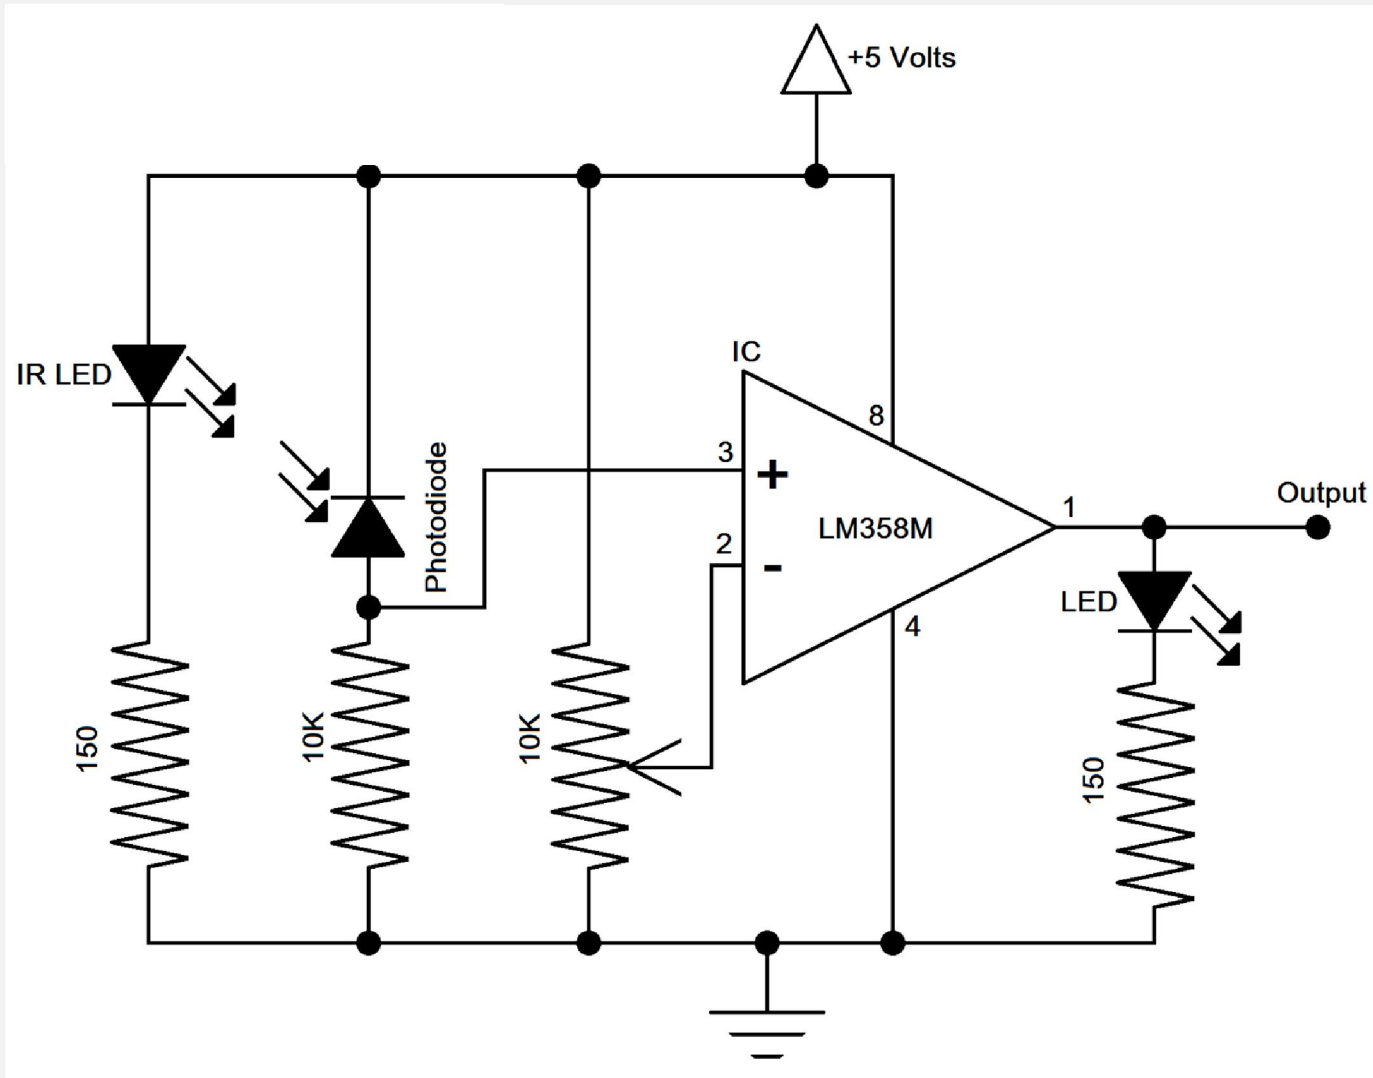 +5 Volts
IR LED
Photodiode
IC
8
3
+
LM358M
2
-
4
1
Output
LED
150
10K
10K
150